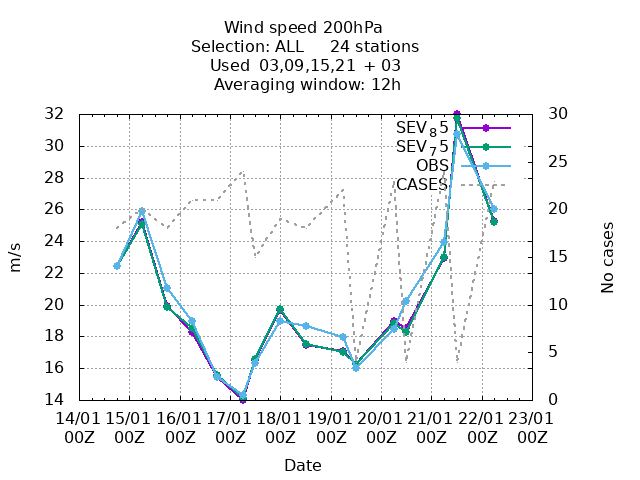 Wind speed 200hPa
Selection: ALL 24 stations
Used 03,09,15,21 + 03
Averaging window: 12h
32 30
30
28 25
26 20
24
22 15
20 10
18
16 5
14 0
m/s
No cases
SEV₈5
SEV₇5
OBS
CASES
14/01 15/01 16/01 17/01 18/01 19/01 20/01 21/01 22/01 23/01
00Z 00Z 00Z 00Z 00Z 00Z 00Z 00Z 00Z 00Z
Date